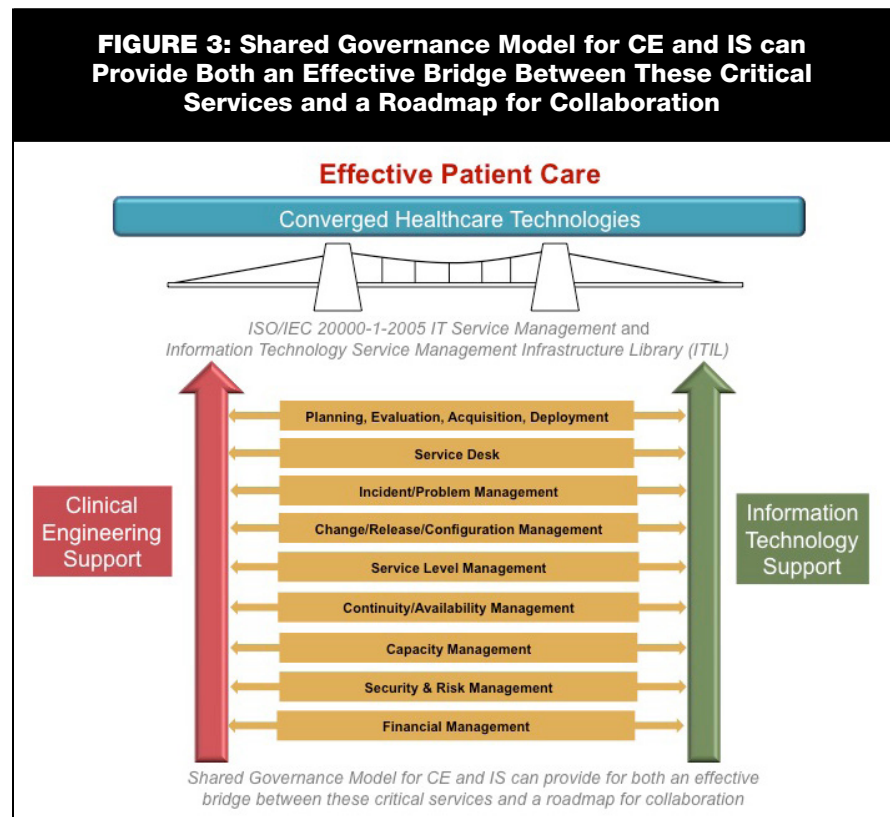 FIGURE 3: Shared Governance Model for CE and IS can
Provide Both an Effective Bridge Between These Critical
Services and a Roadmap for Collaboration
Effective Patient Care
Converged Healthcare Technologies
ISO/IEC 20000-1-2005 IT Service Management and
Information Technology Service Management Infrastructure Library (ITIL)
Planning, Evaluation, Acquisition, Deployment
Service Desk
Incident/Problem Management
Change/Release/Configuration Management
Service Level Management
Continuity/Availability Management
Capacity Management
Security & Risk Management
Financial Management
Clinical
Engineering
Support
Information
Technology
Support
Shared Governance Model for CE and IS can provide for both an effective
bridge between these critical services and a roadmap for collaboration